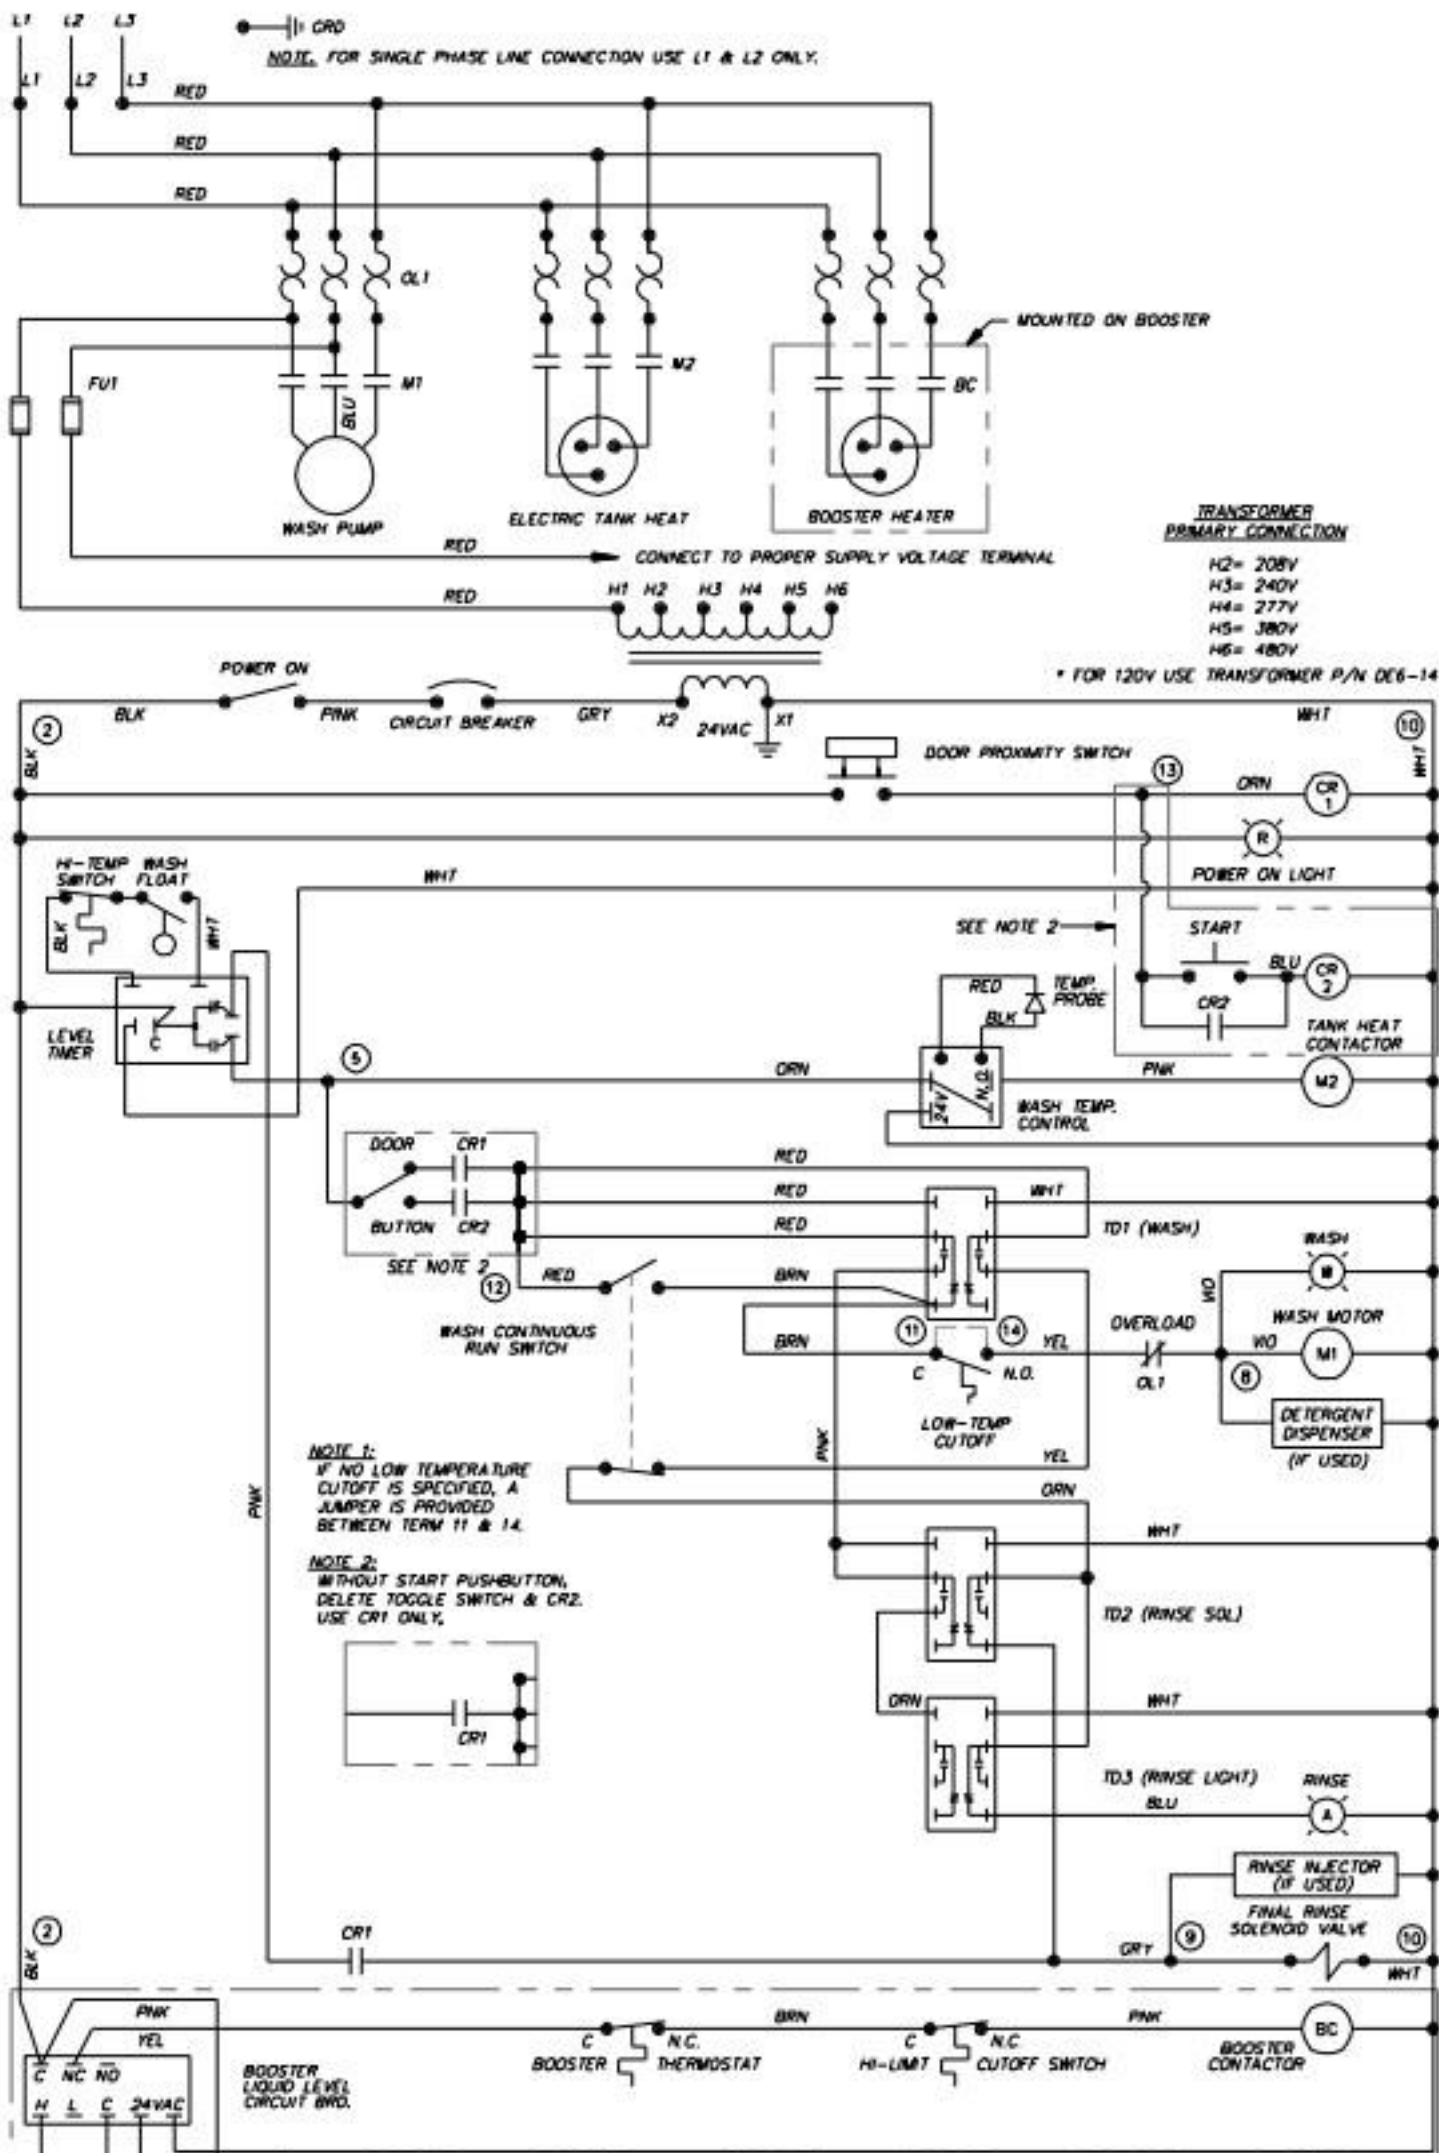 L1 L2 L3
GRD
NOTE. FOR SINGLE PHASE LINE CONNECTION USE L1 & L2 ONLY.
L1 L2 L3
RED
RED
RED
OL1
MOUNTED ON BOOSTER
FU1
BLU
M1
M2
BC
WASH PUMP
ELECTRIC TANK HEAT
BOOSTER HEATER
TRANSFORMER
PRIMARY CONNECTION
H2= 208V
H3= 240V
H4= 277V
H5= 380V
H6= 480V
RED
CONNECT TO PROPER SUPPLY VOLTAGE TERMINAL
RED
H1 H2 H3 H4 H5 H6
* FOR 120V USE TRANSFORMER P/N DE6-14
POWER ON
BLK
PINK
CIRCUIT BREAKER
GRY
X2
24VAC
X1
WHT
2
10
BLK
WHT
DOOR PROXIMITY SWITCH
13
ORN
CR
1
R
POWER ON LIGHT
HI-TEMP WASH
SWITCH FLOAT
WHT
BLK
WHT
SEE NOTE 2
START
BLU
CR
2
CR2
TANK HEAT
CONTACTOR
RED
TEMP.
PROBE
BLK
C
LEVEL
TIMER
5
ORN
24V
N.O.
PNK
M2
WASH TEMP.
CONTROL
DOOR
CR1
BUTTON
CR2
SEE NOTE 2
RED
RED
RED
WHT
TD1 (WASH)
12
RED
BRN
WASH CONTINUOUS
RUN SWITCH
WASH
VIO
WASH MOTOR
11
14
BRN
YEL
OVERLOAD
OL1
VIO
M1
8
C
N.O.
LOW-TEMP
CUTOFF
DETERGENT
DISPENSER
(IF USED)
PNK
YEL
ORN
PNK
NOTE 1:
IF NO LOW TEMPERATURE
CUTOFF IS SPECIFIED, A
JUMPER IS PROVIDED
BETWEEN TERM 11 & 14.
NOTE 2:
WITHOUT START PUSHBUTTON,
DELETE TOGGLE SWITCH & CR2.
USE CR1 ONLY.
CR1
WHT
TD2 (RINSE SOL)
ORN
WHT
TD3 (RINSE LIGHT)
BLU
RINSE
A
RINSE INJECTOR
(IF USED)
FINAL RINSE
SOLENOID VALVE
2
BLK
CR1
GRY
9
10
WHT
PNK
YEL
C NC NO
H L C 24VAC
BOOSTER
LIQUID LEVEL
CIRCUIT BRD.
C
N.C.
BOOSTER THERMOSTAT
BRN
C
N.C
HI-LIMIT CUTOFF SWITCH
PNK
BC
BOOSTER
CONTACTOR